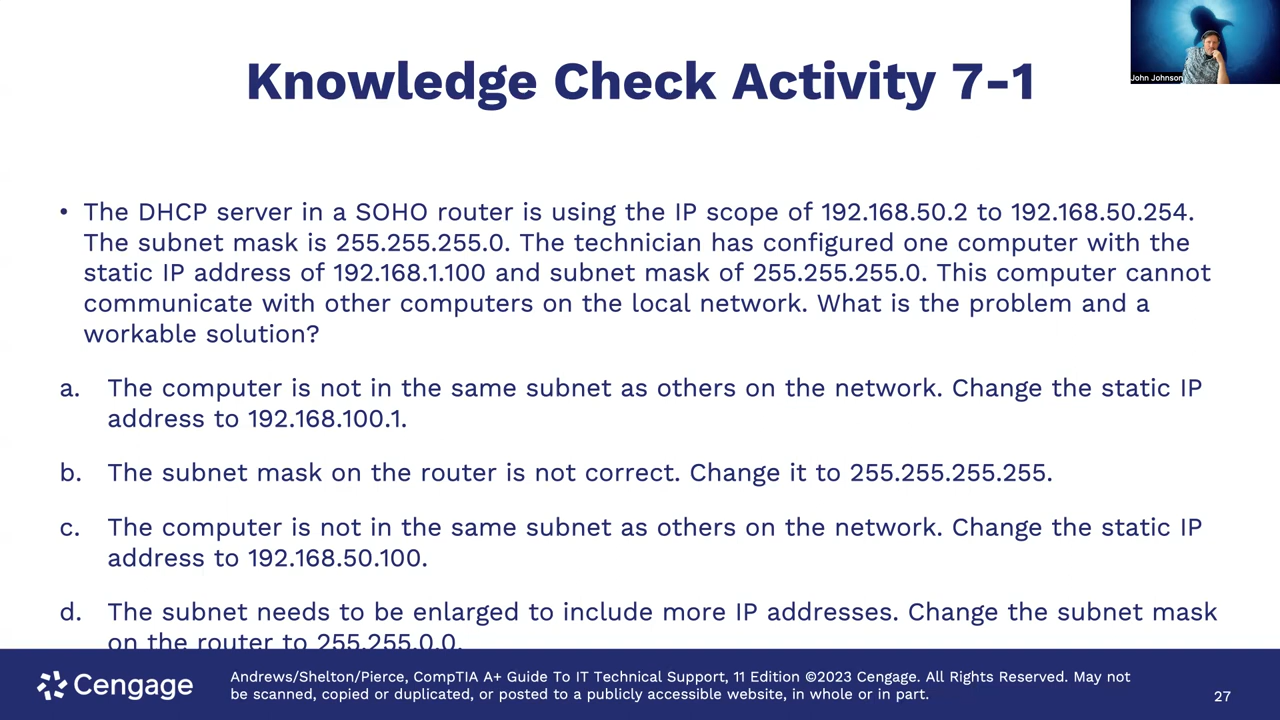 John Johnson
Knowledge Check Activity 7-1
• The DHCP server in a SOHO router is using the IP scope of 192.168.50.2 to 192.168.50.254.
The subnet mask is 255.255.255.0. The technician has configured one computer with the
static IP address of 192.168.1.100 and subnet mask of 255.255.255.0. This computer cannot
communicate with other computers on the local network. What is the problem and a
workable solution?
a. The computer is not in the same subnet as others on the network. Change the static IP
address to 192.168.100.1.
b. The subnet mask on the router is not correct. Change it to 255.255.255.255.
c. The computer is not in the same subnet as others on the network. Change the static IP
address to 192.168.50.100.
d. The subnet needs to be enlarged to include more IP addresses. Change the subnet mask
on the router to 255.255.0.0.
Cengage
Andrews/Shelton/Pierce, CompTIA A+ Guide To IT Technical Support, 11 Edition ©2023 Cengage. All Rights Reserved. May not
be scanned, copied or duplicated, or posted to a publicly accessible website, in whole or in part.
27